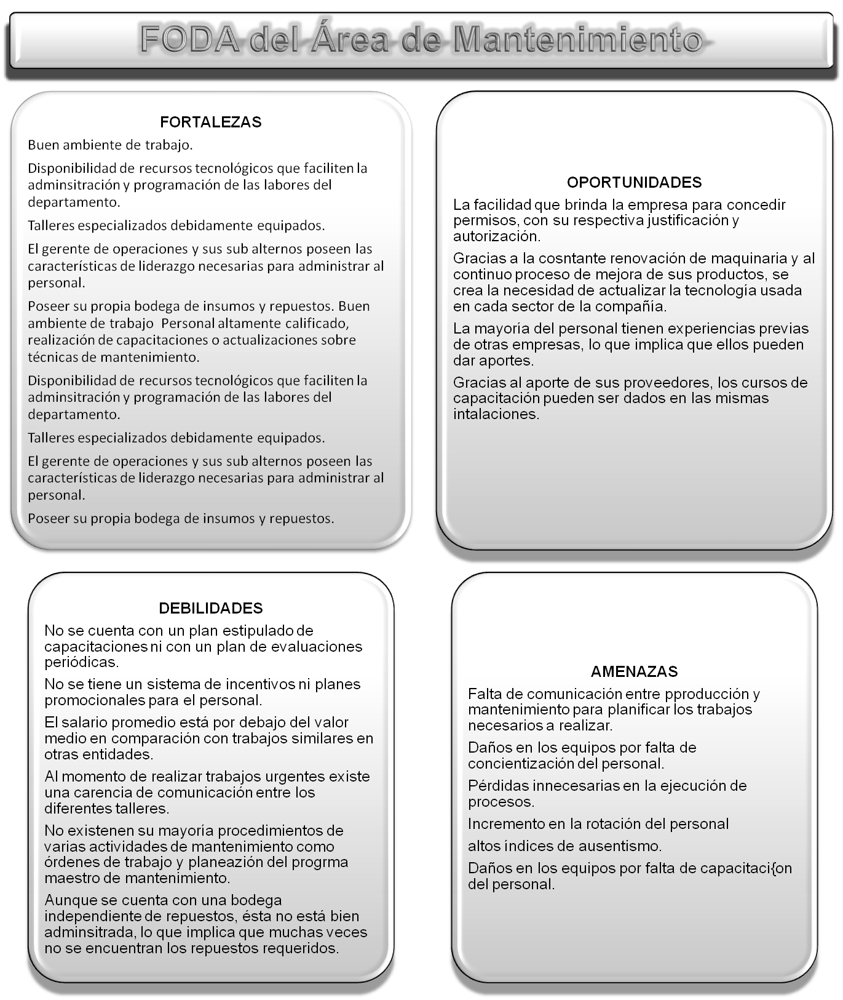 FODA del Área de Mantenimiento
FORTALEZAS
Buen ambiente de trabajo.
Disponibilidad de recursos tecnológicos que faciliten la
adminsitración y programación de las labores del
departamento.
Talleres especializados debidamente equipados.
El gerente de operaciones y sus sub alternos poseen las
características de liderazgo necesarias para administrar al
personal.
Poseer su propia bodega de insumos y repuestos. Buen
ambiente de trabajo  Personal altamente calificado,
realización de capacitaciones o actualizaciones sobre
técnicas de mantenimiento.
Disponibilidad de recursos tecnológicos que faciliten la
adminsitración y programación de las labores del
departamento.
Talleres especializados debidamente equipados.
El gerente de operaciones y sus sub alternos poseen las
características de liderazgo necesarias para administrar al
personal.
Poseer su propia bodega de insumos y repuestos.
OPORTUNIDADES
La facilidad que brinda la empresa para concedir
permisos, con su respectiva justificación y
autorización.
Gracias a la cosntante renovación de maquinaria y al
continuo proceso de mejora de sus productos, se
crea la necesidad de actualizar la tecnología usada
en cada sector de la compañía.
La mayoría del personal tienen experiencias previas
de otras empresas, lo que implica que ellos pueden
dar aportes.
Gracias al aporte de sus proveedores, los cursos de
capacitación pueden ser dados en las mismas
intalaciones.
DEBILIDADES
No se cuenta con un plan estipulado de
capacitaciones ni con un plan de evaluaciones
periódicas.
No se tiene un sistema de incentivos ni planes
promocionales para el personal.
El salario promedio está por debajo del valor
medio en comparación con trabajos similares en
otras entidades.
Al momento de realizar trabajos urgentes existe
una carencia de comunicación entre los
diferentes talleres.
No existenen su mayoría procedimientos de
varias actividades de mantenimiento como
órdenes de trabajo y planeazión del progrma
maestro de mantenimiento.
Aunque se cuenta con una bodega
independiente de repuestos, ésta no está bien
adminsitrada, lo que implica que muchas veces
no se encuentran los repuestos requeridos.
AMENAZAS
Falta de comunicación entre pproducción y
mantenimiento para planificar los trabajos
necesarios a realizar.
Daños en los equipos por falta de
concientización del personal.
Pérdidas innecesarias en la ejecución de
procesos.
Incremento en la rotación del personal
altos índices de ausentismo.
Daños en los equipos por falta de capacitaci{on
del personal.